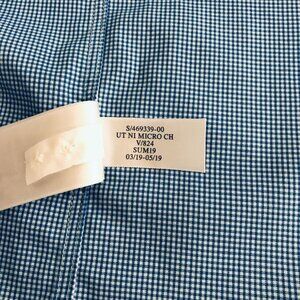 S/469339-00
UT NI MICRO CH
V/824
SUM19
03/19-05/19